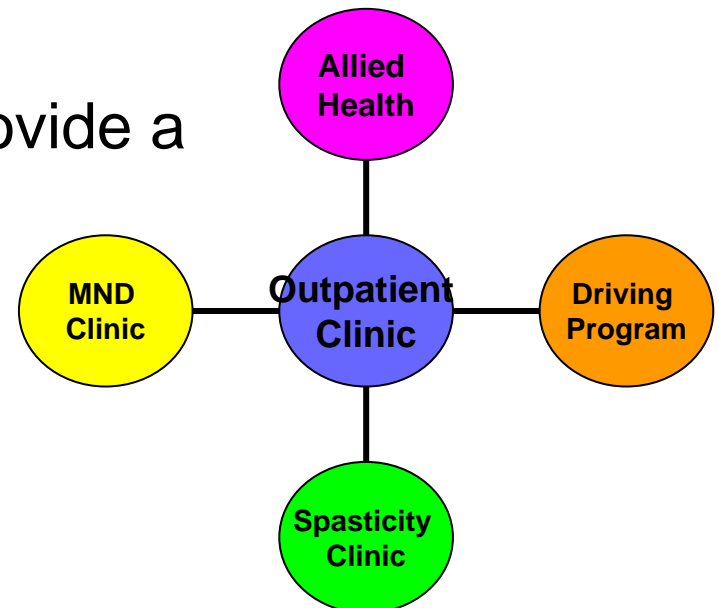 Allied
Health
ovide a
MND
Clinic
Outpatient
Clinic
Driving
Program
Spasticity
Clinic